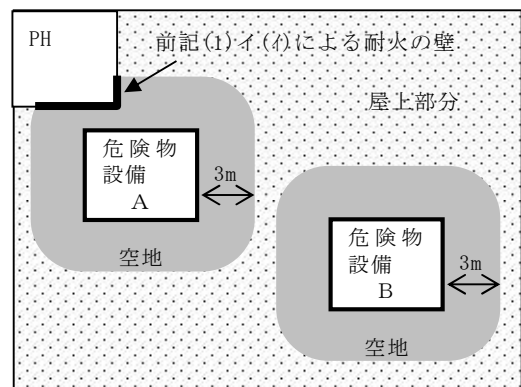 PH
前記(1)イ(ｲ)による耐火の壁
屋上部分
危険物
設備
A
3m
空地
危険物
設備
B
3m
空地